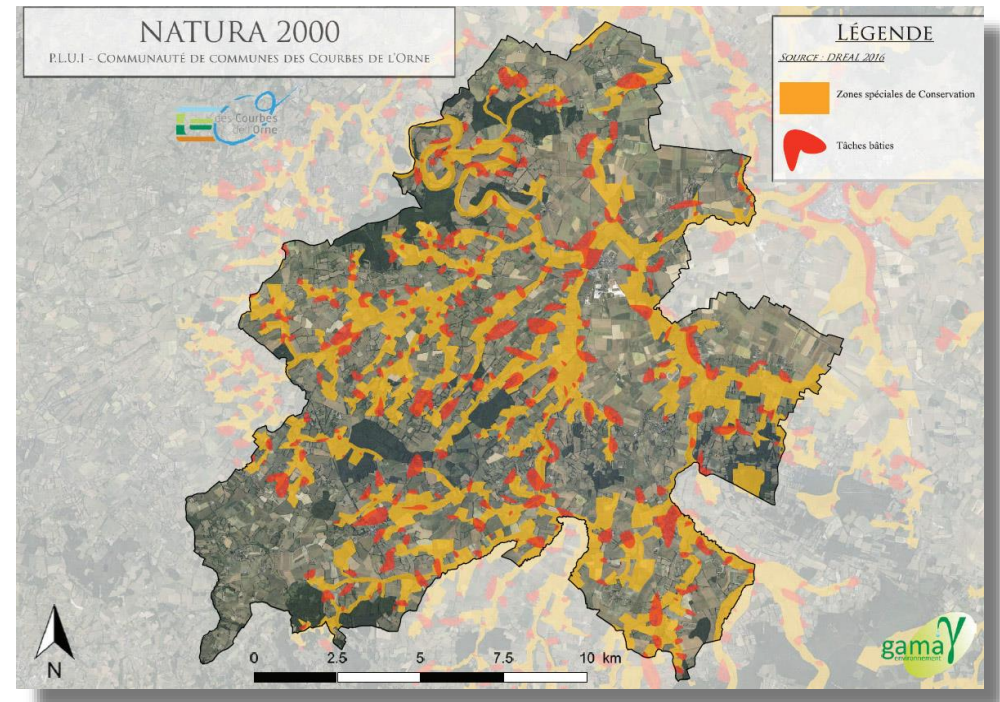 NATURA 2000
P.L.U.I - COMMUNAUTÉ DE COMMUNES DES COURBES DE L'ORNE
des Courbes
de l'Orne
LÉGENDE
SOURCE : DREAL 2016
Zones spéciales de Conservation
Tâches bâties
N
0 2.5 5 7.5 10 km
gama
environnement